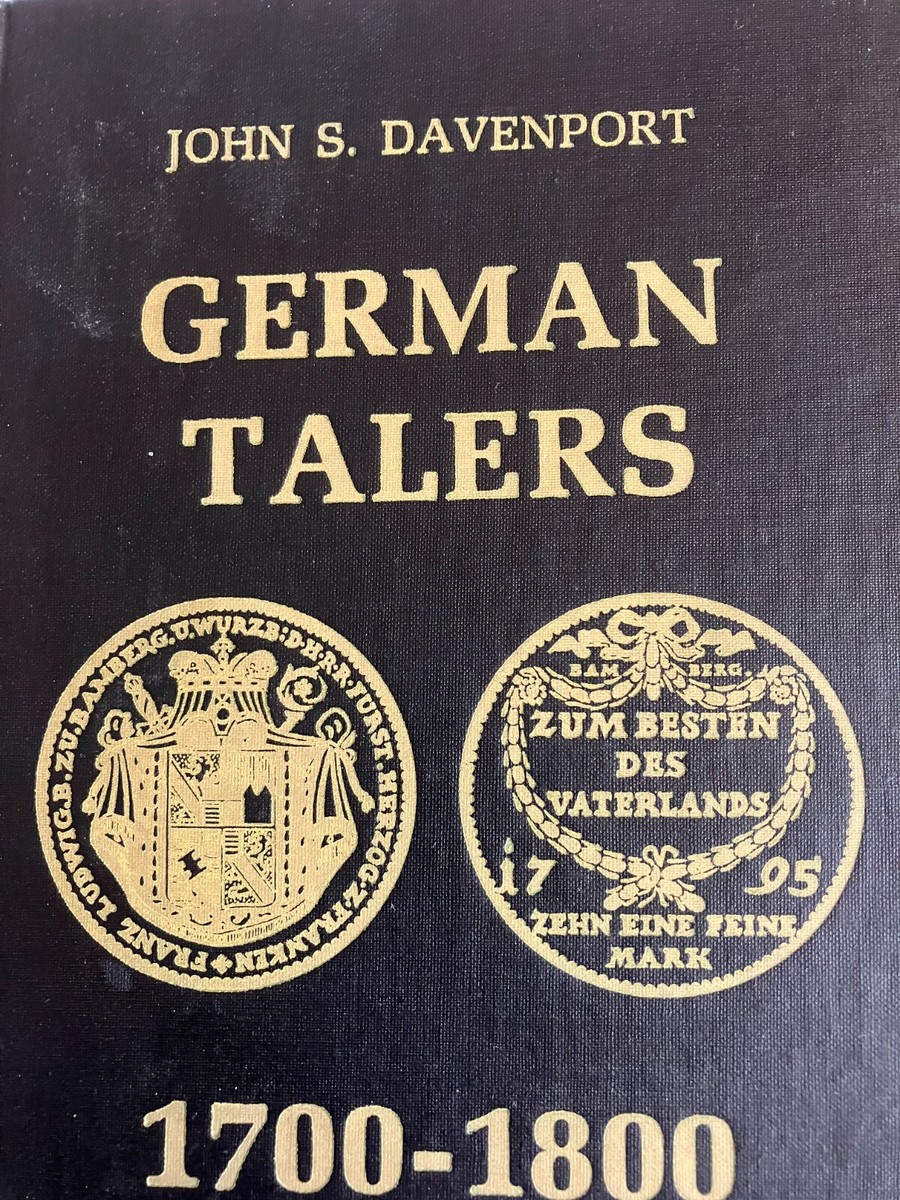 JOHN S. DAVENPORT
GERMAN
TALERS
FRANZ LUDWIG.B.ZU.BAMBERG.U.WURZB:D.H.R.R.FURST.HERZOG.Z.FRANKEN
BAM BERG
ZUM BESTEN
DES
VATERLANDS
17 95
ZEHN EINE FEINE
MARK
1700-1800